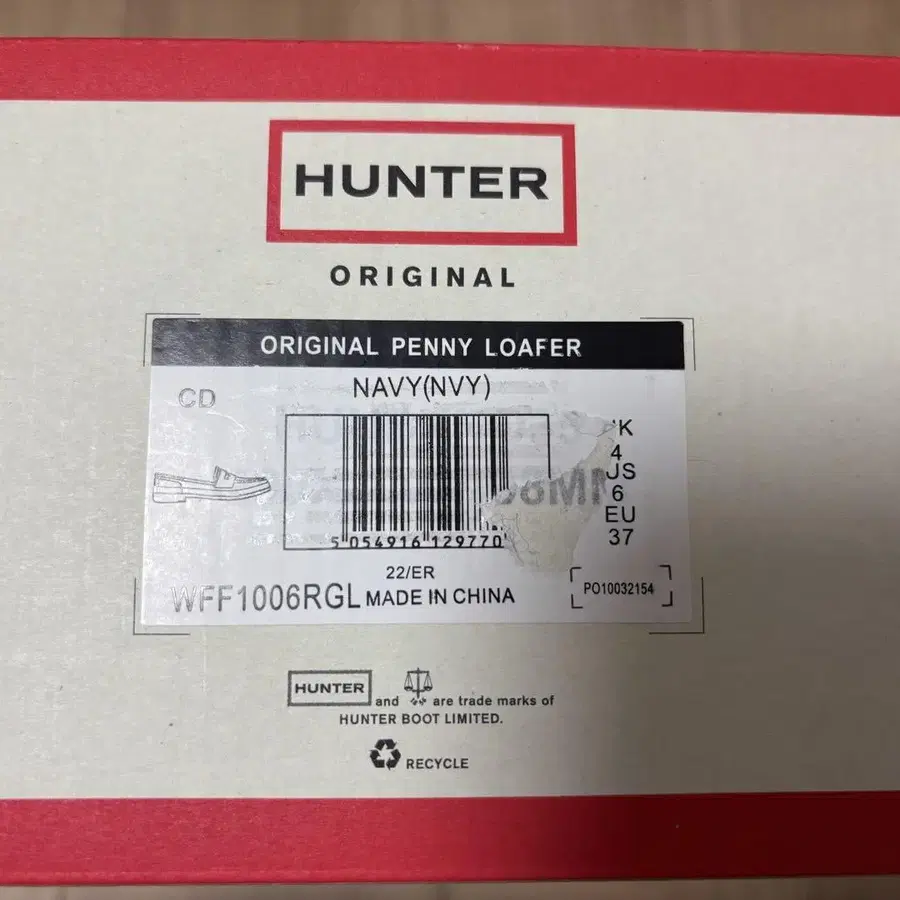 HUNTER
ORIGINAL
ORIGINAL PENNY LOAFER
NAVY(NVY)
CD
5 054916 129770
K
4
US
6
EU
37
22/ER
WFF1006RGL MADE IN CHINA
PO10032154
HUNTER and are trade marks of
HUNTER BOOT LIMITED.
RECYCLE